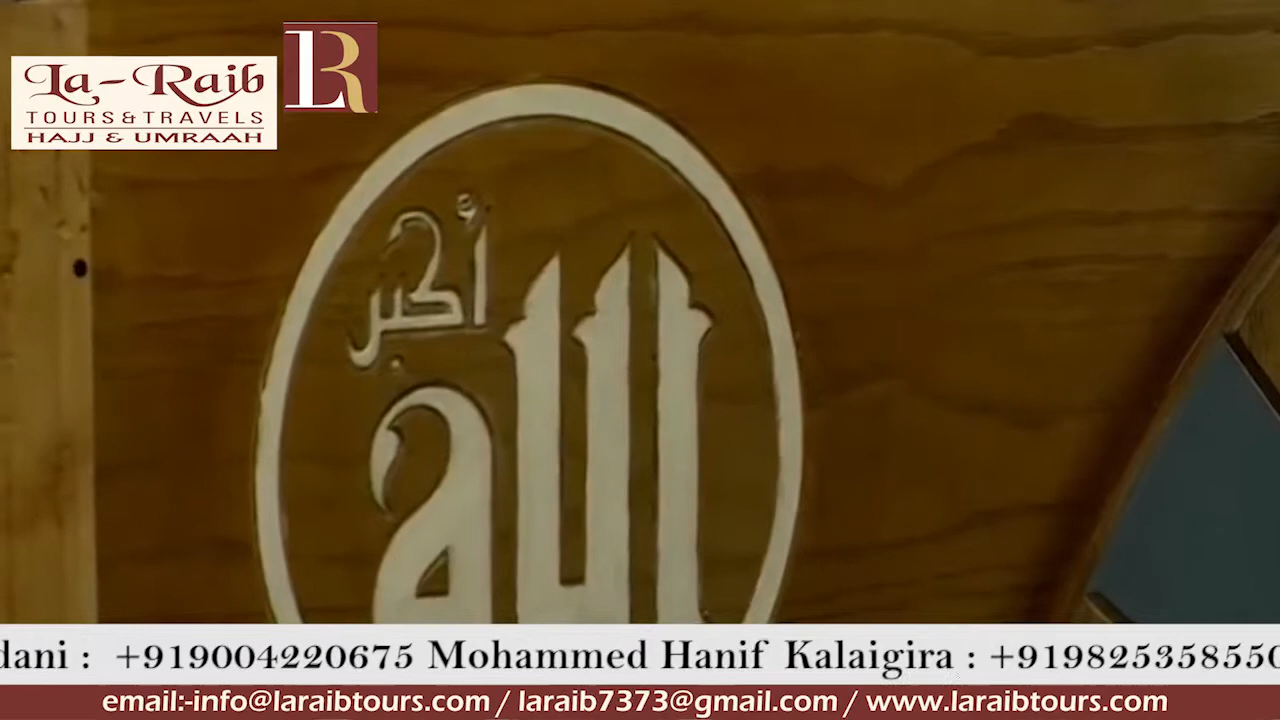 La-Raib
TOURS & TRAVELS
HAJJ & UMRAAH
LR
أكبر
الله
dani : +919004220675 Mohammed Hanif Kalaigira : +919825358550
email:-info@laraibtours.com / laraib7373@gmail.com / www.laraibtours.com